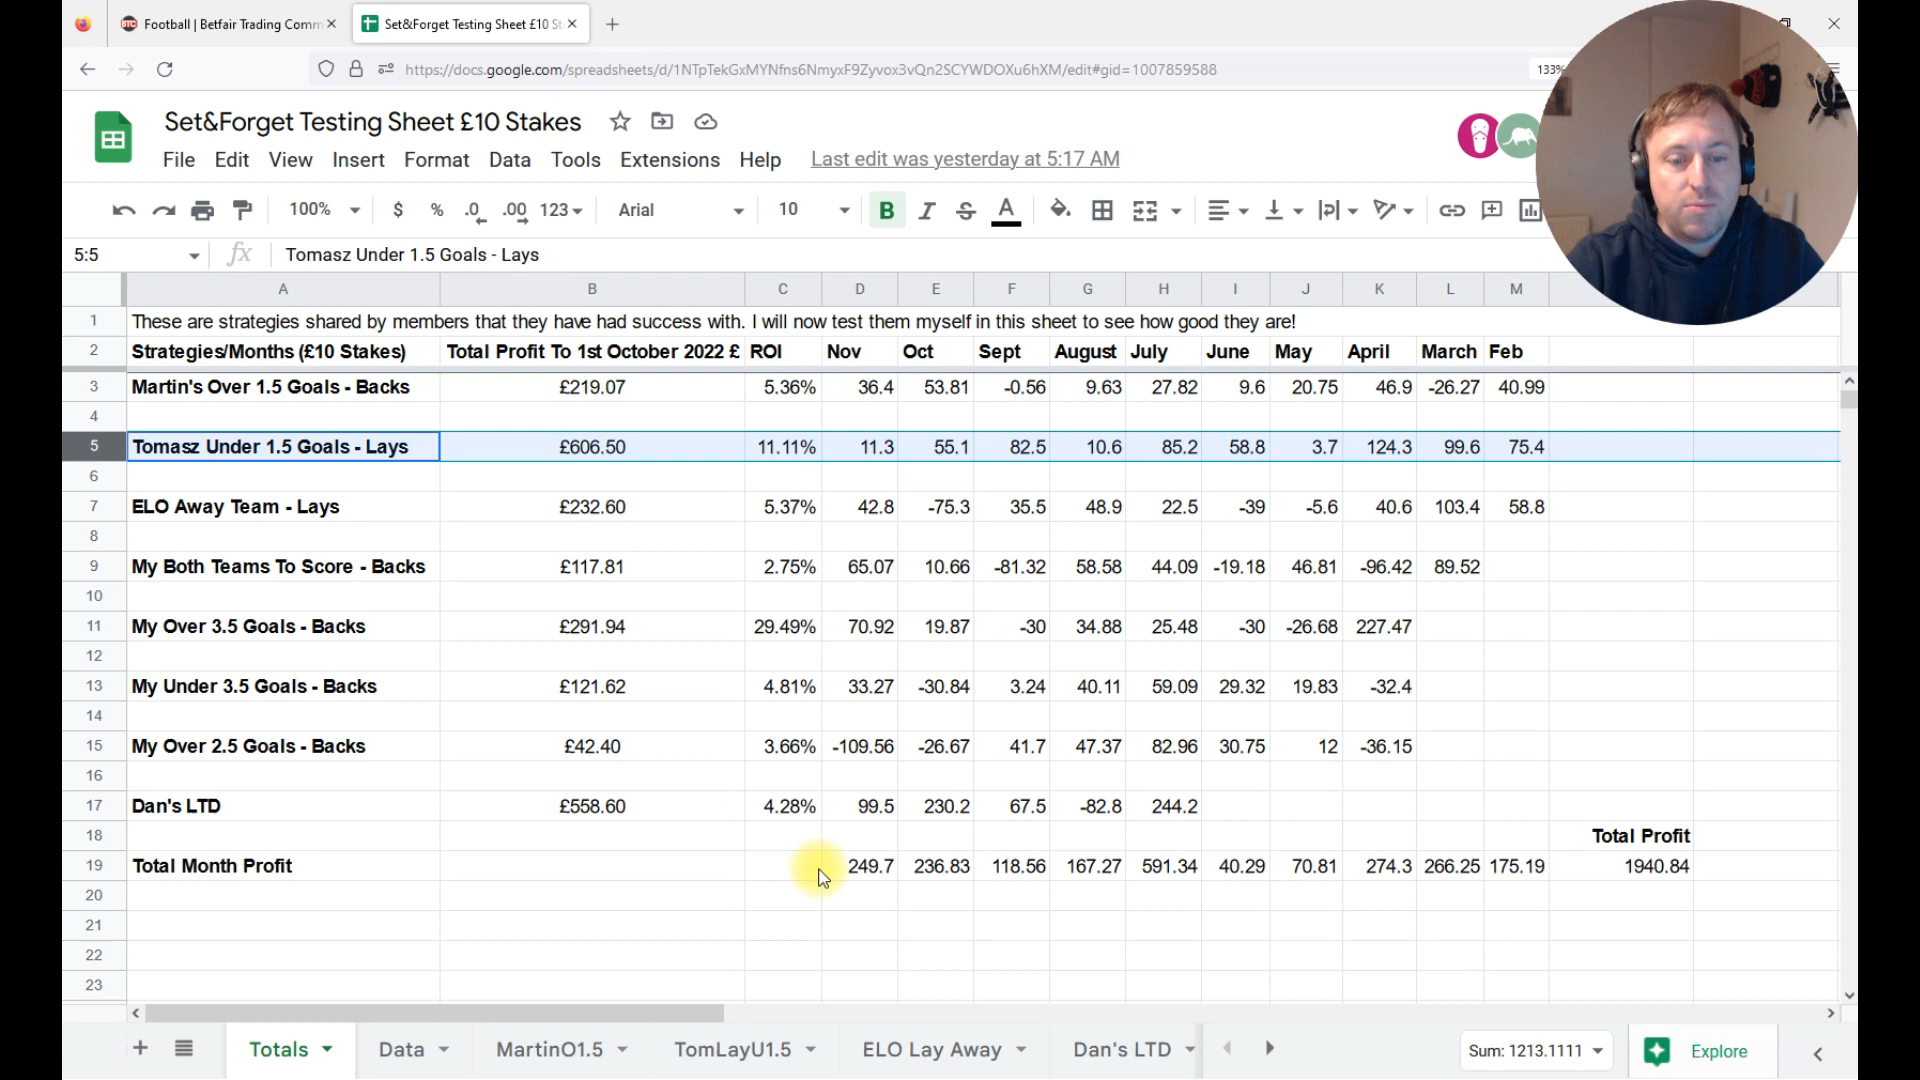 Football | Betfair Trading Comm
Set&Forget Testing Sheet £10 St
https://docs.google.com/spreadsheets/d/1NTpTekGxMYNfns6NmyxF9Zyvox3vQn2SCYWDOXu6hXM/edit#gid=1007859588
133%
Set&Forget Testing Sheet £10 Stakes
File Edit View Insert Format Data Tools Extensions Help Last edit was yesterday at 5:17 AM
100% $ % .0 .00 123 Arial 10 B I S A
5:5 fx Tomasz Under 1.5 Goals - Lays
A B C D E F G H I J K L M
1 These are strategies shared by members that they have had success with. I will now test them myself in this sheet to see how good they are!
2 Strategies/Months (£10 Stakes) Total Profit To 1st October 2022 £ ROI Nov Oct Sept August July June May April March Feb
3 Martin's Over 1.5 Goals - Backs £219.07 5.36% 36.4 53.81 -0.56 9.63 27.82 9.6 20.75 46.9 -26.27 40.99
4
5 Tomasz Under 1.5 Goals - Lays £606.50 11.11% 11.3 55.1 82.5 10.6 85.2 58.8 3.7 124.3 99.6 75.4
6
7 ELO Away Team - Lays £232.60 5.37% 42.8 -75.3 35.5 48.9 22.5 -39 -5.6 40.6 103.4 58.8
8
9 My Both Teams To Score - Backs £117.81 2.75% 65.07 10.66 -81.32 58.58 44.09 -19.18 46.81 -96.42 89.52
10
11 My Over 3.5 Goals - Backs £291.94 29.49% 70.92 19.87 -30 34.88 25.48 -30 -26.68 227.47
12
13 My Under 3.5 Goals - Backs £121.62 4.81% 33.27 -30.84 3.24 40.11 59.09 29.32 19.83 -32.4
14
15 My Over 2.5 Goals - Backs £42.40 3.66% -109.56 -26.67 41.7 47.37 82.96 30.75 12 -36.15
16
17 Dan's LTD £558.60 4.28% 99.5 230.2 67.5 -82.8 244.2
18 Total Profit
19 Total Month Profit 249.7 236.83 118.56 167.27 591.34 40.29 70.81 274.3 266.25 175.19 1940.84
20
21
22
23
Totals Data MartinO1.5 TomLayU1.5 ELO Lay Away Dan's LTD Sum: 1213.1111 Explore